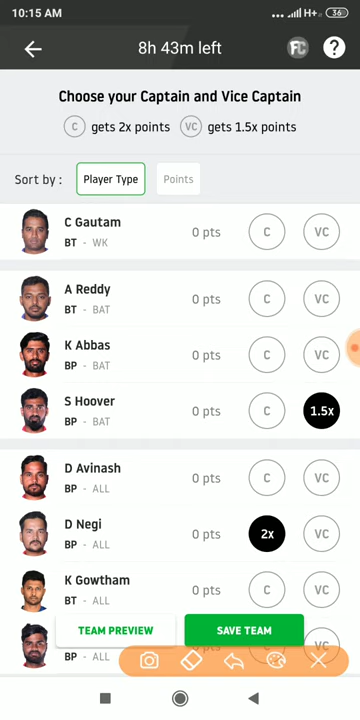 10:15 AM
H+
36
8h 43m left
FC
?
Choose your Captain and Vice Captain
C gets 2x points VC gets 1.5x points
Sort by : Player Type Points
C Gautam
BT - WK
0 pts C VC
A Reddy
BT - BAT
0 pts C VC
K Abbas
BP - BAT
0 pts C VC
S Hoover
BP - BAT
0 pts C 1.5x
D Avinash
BP - ALL
0 pts C VC
D Negi
BP - ALL
0 pts 2x VC
K Gowtham
BT - ALL
0 pts C VC
TEAM PREVIEW SAVE TEAM
BP - ALL
VC